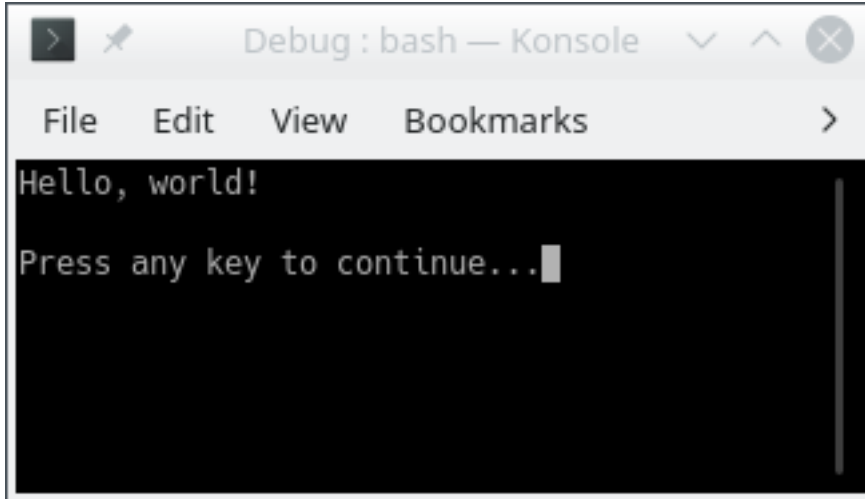 Debug : bash — Konsole
File Edit View Bookmarks
Hello, world!
Press any key to continue...